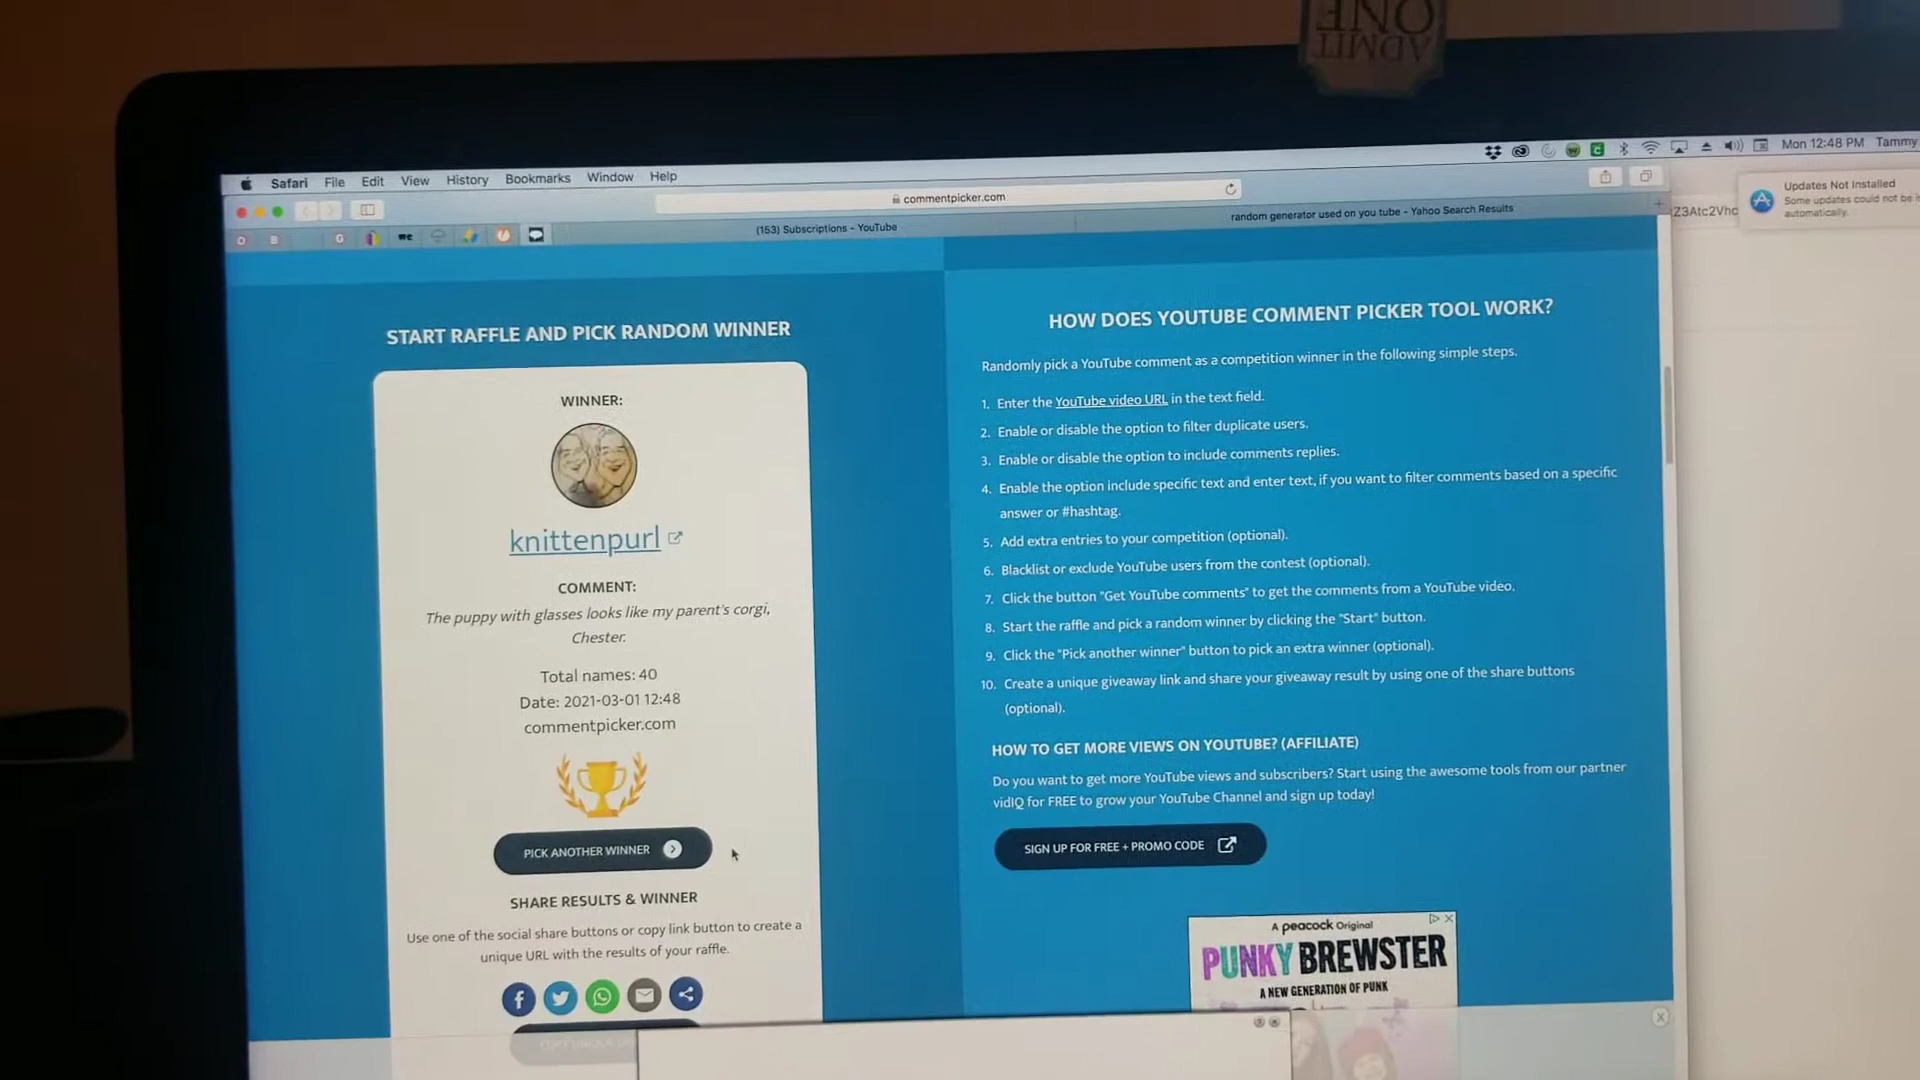 ADMIT
ONE
Safari File Edit View History Bookmarks Window Help
Mon 12:48 PM Tammy
commentpicker.com
Updates Not Installed
Some updates could not be
automatically.
Z3Atc2Vhc
(153) Subscriptions - YouTube
random generator used on you tube - Yahoo Search Results
START RAFFLE AND PICK RANDOM WINNER
WINNER:
knittenpurl
COMMENT:
The puppy with glasses looks like my parent's corgi,
Chester.
Total names: 40
Date: 2021-03-01 12:48
commentpicker.com
PICK ANOTHER WINNER
SHARE RESULTS & WINNER
Use one of the social share buttons or copy link button to create a
unique URL with the results of your raffle.
HOW DOES YOUTUBE COMMENT PICKER TOOL WORK?
Randomly pick a YouTube comment as a competition winner in the following simple steps.
1. Enter the YouTube video URL in the text field.
2. Enable or disable the option to filter duplicate users.
3. Enable or disable the option to include comments replies.
4. Enable the option include specific text and enter text, if you want to filter comments based on a specific
answer or #hashtag.
5. Add extra entries to your competition (optional).
6. Blacklist or exclude YouTube users from the contest (optional).
7. Click the button "Get YouTube comments" to get the comments from a YouTube video.
8. Start the raffle and pick a random winner by clicking the "Start" button.
9. Click the "Pick another winner" button to pick an extra winner (optional).
10. Create a unique giveaway link and share your giveaway result by using one of the share buttons
(optional).
HOW TO GET MORE VIEWS ON YOUTUBE? (AFFILIATE)
Do you want to get more YouTube views and subscribers? Start using the awesome tools from our partner
vidIQ for FREE to grow your YouTube Channel and sign up today!
SIGN UP FOR FREE + PROMO CODE
A peacock Original
PUNKY BREWSTER
A NEW GENERATION OF PUNK